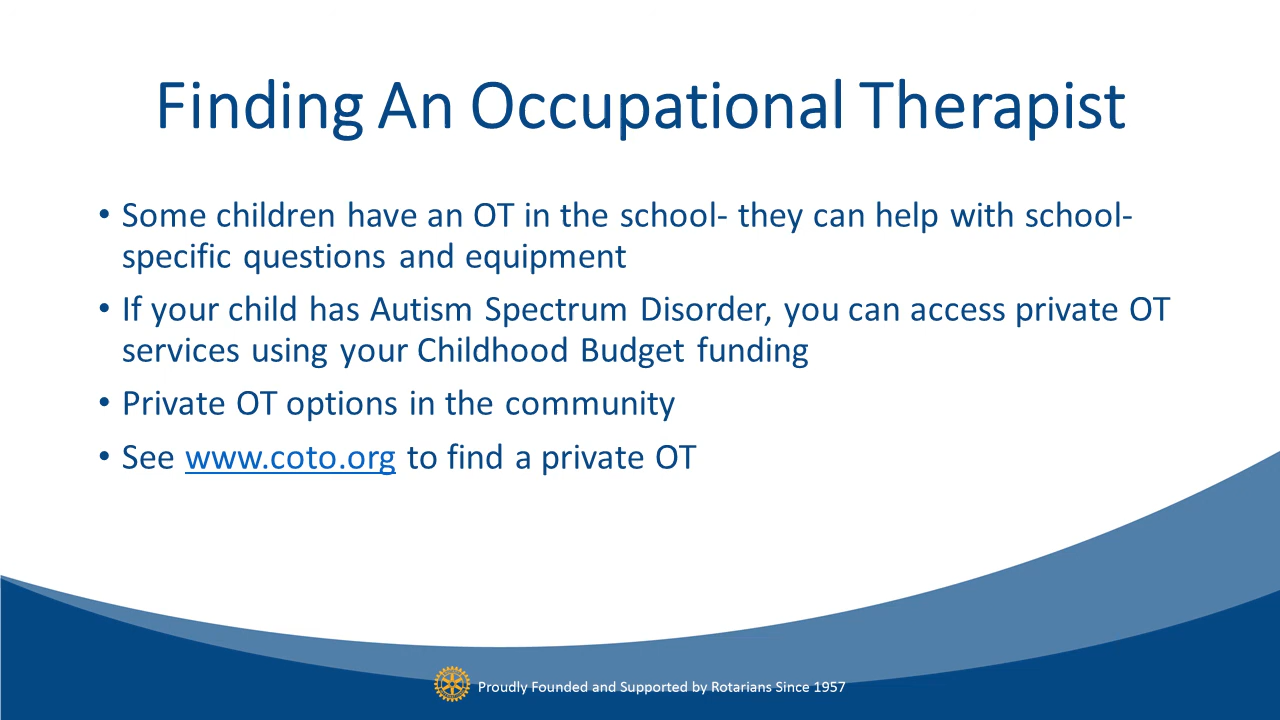 Finding An Occupational Therapist
• Some children have an OT in the school- they can help with school-
specific questions and equipment
• If your child has Autism Spectrum Disorder, you can access private OT
services using your Childhood Budget funding
• Private OT options in the community
• See www.coto.org to find a private OT
Proudly Founded and Supported by Rotarians Since 1957